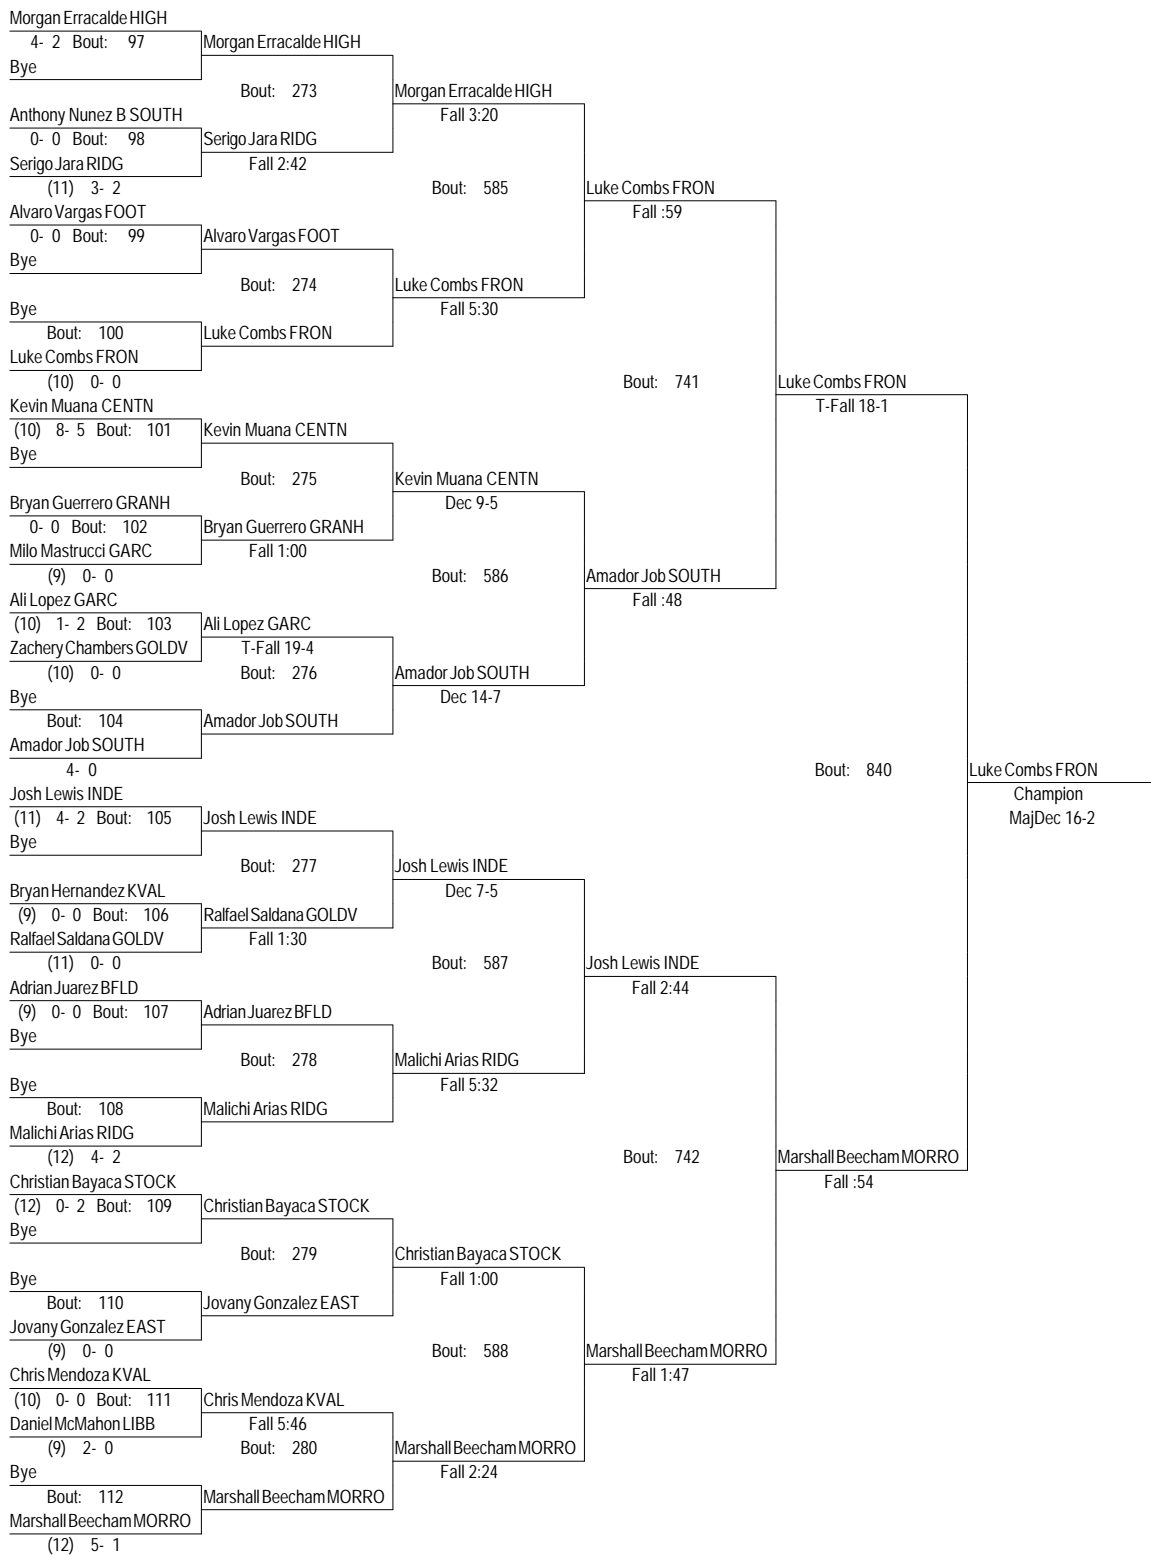 Morgan Erracalde HIGH
4- 2 Bout: 97
Morgan Erracalde HIGH
Bye
Bout: 273
Morgan Erracalde HIGH
Anthony Nunez B SOUTH
Fall 3:20
0- 0 Bout: 98
Serigo Jara RIDG
Serigo Jara RIDG
Fall 2:42
(11) 3- 2
Bout: 585
Luke Combs FRON
Alvaro Vargas FOOT
Fall :59
0- 0 Bout: 99
Alvaro Vargas FOOT
Bye
Bout: 274
Luke Combs FRON
Bye
Fall 5:30
Bout: 100
Luke Combs FRON
Luke Combs FRON
(10) 0- 0
Bout: 741
Luke Combs FRON
Kevin Muana CENTN
T-Fall 18-1
(10) 8- 5 Bout: 101
Kevin Muana CENTN
Bye
Bout: 275
Kevin Muana CENTN
Bryan Guerrero GRANH
Dec 9-5
0- 0 Bout: 102
Bryan Guerrero GRANH
Milo Mastrucci GARC
Fall 1:00
(9) 0- 0
Bout: 586
Amador Job SOUTH
Ali Lopez GARC
Fall :48
(10) 1- 2 Bout: 103
Ali Lopez GARC
Zachery Chambers GOLDV
T-Fall 19-4
(10) 0- 0
Bout: 276
Amador Job SOUTH
Bye
Dec 14-7
Bout: 104
Amador Job SOUTH
Amador Job SOUTH
4- 0
Bout: 840
Luke Combs FRON
Josh Lewis INDE
Champion
(11) 4- 2 Bout: 105
Josh Lewis INDE
MajDec 16-2
Bye
Bout: 277
Josh Lewis INDE
Bryan Hernandez KVAL
Dec 7-5
(9) 0- 0 Bout: 106
Ralfael Saldana GOLDV
Ralfael Saldana GOLDV
Fall 1:30
(11) 0- 0
Bout: 587
Josh Lewis INDE
Adrian Juarez BFLD
Fall 2:44
(9) 0- 0 Bout: 107
Adrian Juarez BFLD
Bye
Bout: 278
Malichi Arias RIDG
Bye
Fall 5:32
Bout: 108
Malichi Arias RIDG
Malichi Arias RIDG
(12) 4- 2
Bout: 742
Marshall Beecham MORRO
Christian Bayaca STOCK
Fall :54
(12) 0- 2 Bout: 109
Christian Bayaca STOCK
Bye
Bout: 279
Christian Bayaca STOCK
Bye
Fall 1:00
Bout: 110
Jovany Gonzalez EAST
Jovany Gonzalez EAST
(9) 0- 0
Bout: 588
Marshall Beecham MORRO
Chris Mendoza KVAL
Fall 1:47
(10) 0- 0 Bout: 111
Chris Mendoza KVAL
Daniel McMahon LIBB
Fall 5:46
(9) 2- 0
Bout: 280
Marshall Beecham MORRO
Bye
Fall 2:24
Bout: 112
Marshall Beecham MORRO
Marshall Beecham MORRO
(12) 5- 1